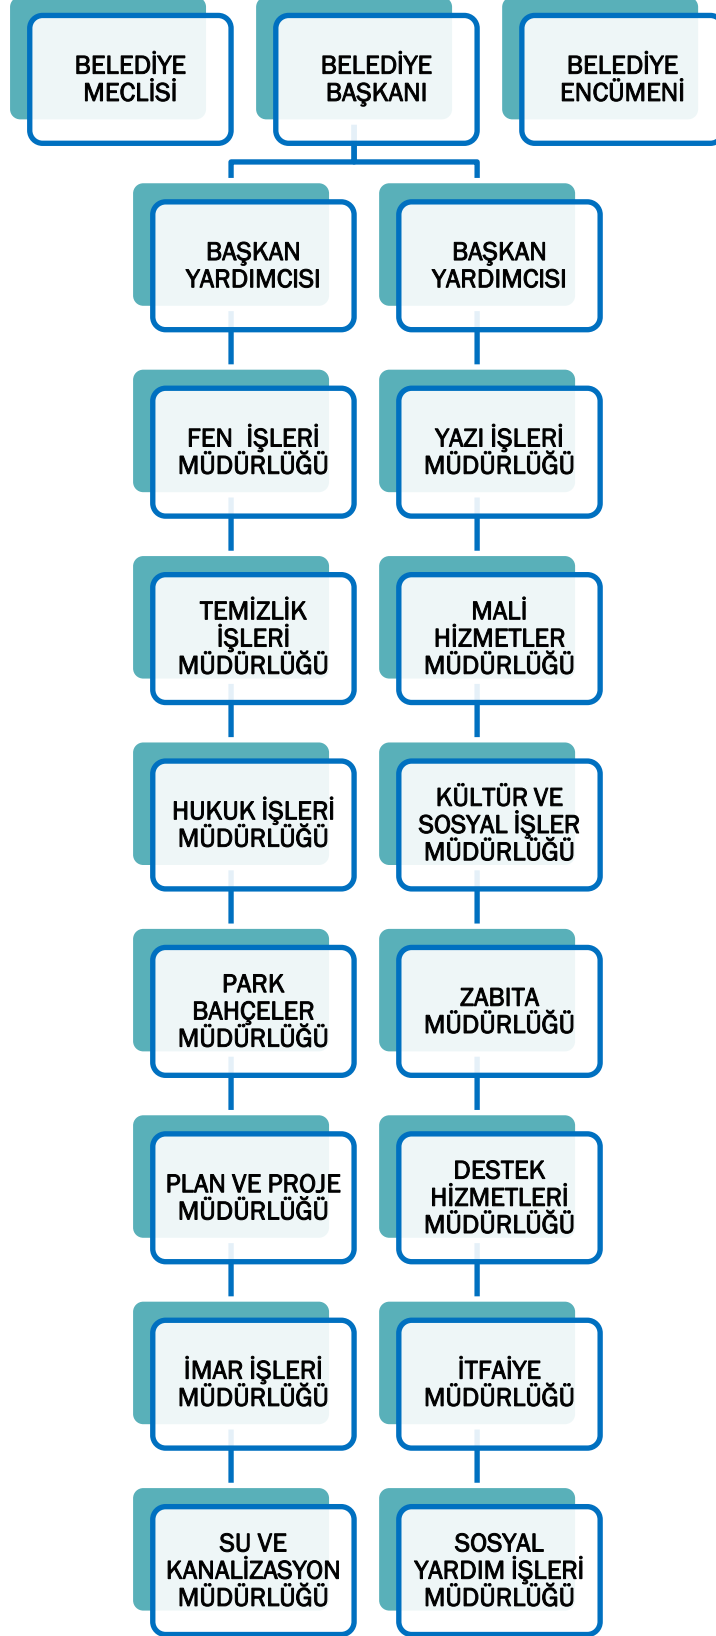 BELEDİYE
MECLİSİ
BELEDİYE
BAŞKANI
BELEDİYE
ENCÜMENİ
BAŞKAN
YARDIMCISI
BAŞKAN
YARDIMCISI
FEN  İŞLERİ
MÜDÜRLÜĞÜ
YAZI İŞLERİ
MÜDÜRLÜĞÜ
TEMİZLİK
İŞLERİ
MÜDÜRLÜĞÜ
MALİ
HİZMETLER
MÜDÜRLÜĞÜ
HUKUK İŞLERİ
MÜDÜRLÜĞÜ
KÜLTÜR VE
SOSYAL İŞLER
MÜDÜRLÜĞÜ
PARK
BAHÇELER
MÜDÜRLÜĞÜ
ZABITA
MÜDÜRLÜĞÜ
PLAN VE PROJE
MÜDÜRLÜĞÜ
DESTEK
HİZMETLERİ
MÜDÜRLÜĞÜ
İMAR İŞLERİ
MÜDÜRLÜĞÜ
İTFAİYE
MÜDÜRLÜĞÜ
SU VE
KANALİZASYON
MÜDÜRLÜĞÜ
SOSYAL
YARDIM İŞLERİ
MÜDÜRLÜĞÜ